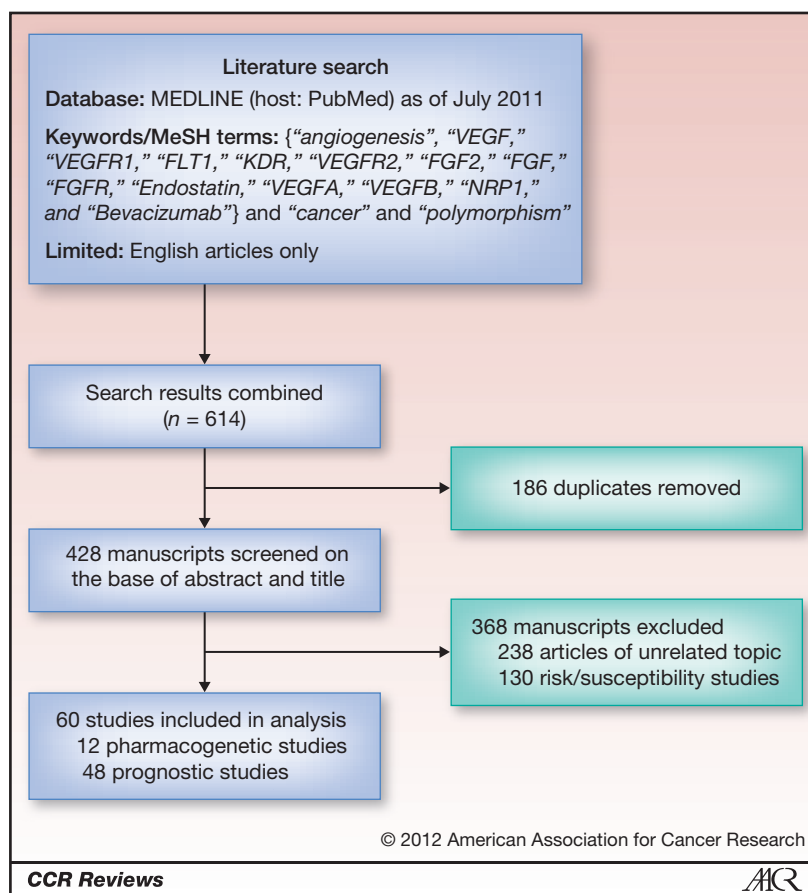 Literature search
Database: MEDLINE (host: PubMed) as of July 2011
Keywords/MeSH terms: {“angiogenesis”, “VEGF,”
“VEGFR1,” “FLT1,” “KDR, “VEGFR2,” “FGF2,” “FGF,”
“FGFR,” “Endostatin,” “VEGFA,” “VEGFB,” “NRP1,”
and “Bevacizumab”} and “cancer” and “polymorphism”
Limited: English articles only
Search results combined
(n = 614)
186 duplicates removed
428 manuscripts screened on
the base of abstract and title
368 manuscripts excluded
238 articles of unrelated topic
130 risk/susceptibility studies
60 studies included in analysis
12 pharmacogenetic studies
48 prognostic studies
© 2012 American Association for Cancer Research
CCR Reviews
AACR